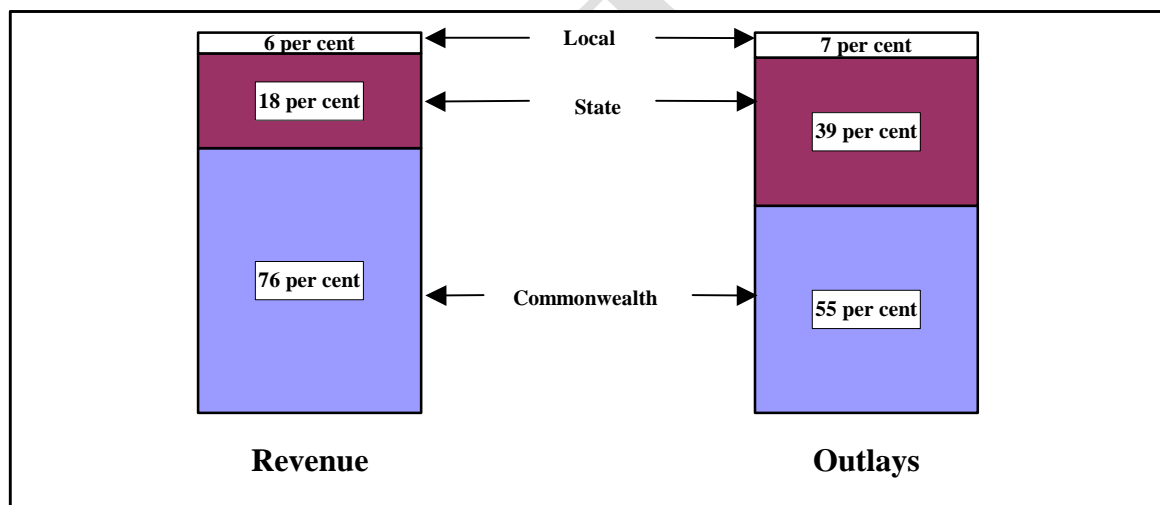 6 per cent
Local
7 per cent
18 per cent
State
39 per cent
76 per cent
Commonwealth
55 per cent
Revenue
Outlays